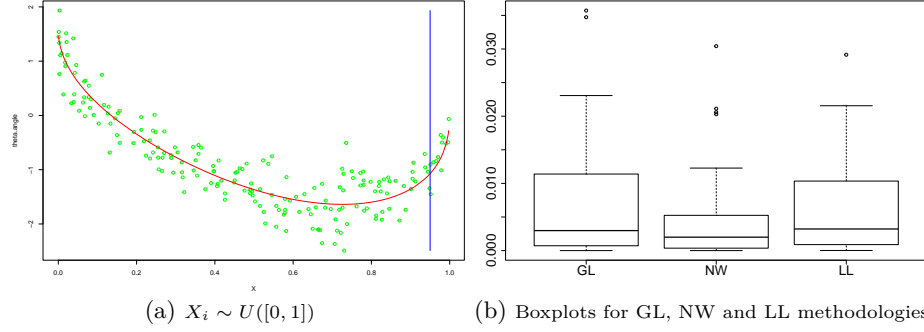 2
1
0
-1
-2
theta.angle
0.0
0.2
0.4
0.6
0.8
1.0
X
(a) X_i ∼ U([0, 1])
0.030
0.020
0.010
0.000
GL
NW
LL
(b) Boxplots for GL, NW and LL methodologies